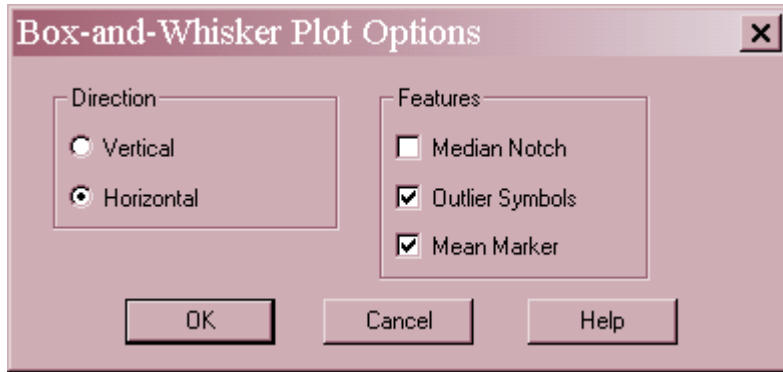 Box-and-Whisker Plot Options
Direction
Vertical
Horizontal
Features
Median Notch
Outlier Symbols
Mean Marker
OK
Cancel
Help